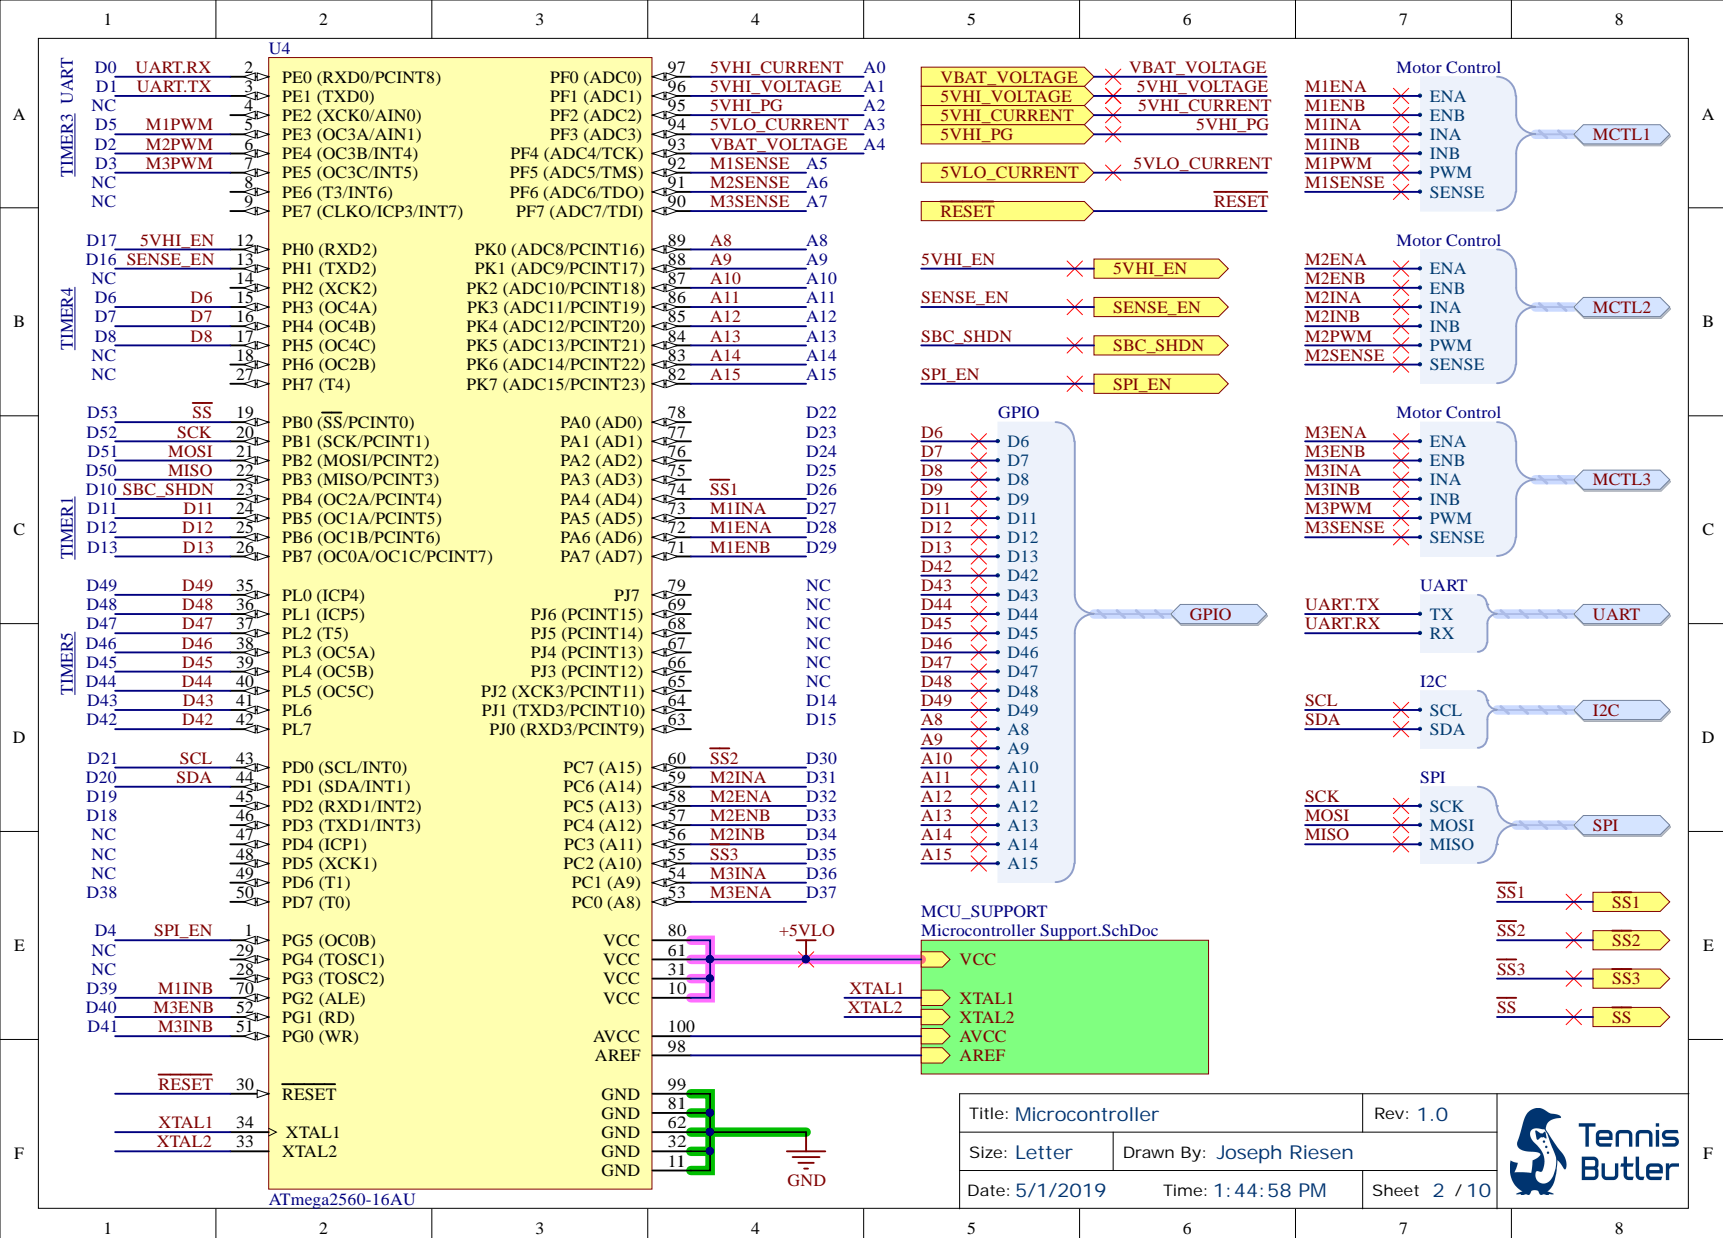 1 2 3 4 5 6 7 8
A B C D E F
A B C D E F
1 2 3 4 5 6 7 8
U4
UART
TIMER3
TIMER4
TIMER1
TIMER5
D0 UART.RX 2 PE0 (RXD0/PCINT8)
D1 UART.TX 3 PE1 (TXD0)
NC 4 PE2 (XCK0/AIN0)
D5 M1PWM 5 PE3 (OC3A/AIN1)
D2 M2PWM 6 PE4 (OC3B/INT4)
D3 M3PWM 7 PE5 (OC3C/INT5)
NC 8 PE6 (T3/INT6)
NC 9 PE7 (CLKO/ICP3/INT7)
D17 5VHI_EN 12 PH0 (RXD2)
D16 SENSE_EN 13 PH1 (TXD2)
NC 14 PH2 (XCK2)
D6 D6 15 PH3 (OC4A)
D7 D7 16 PH4 (OC4B)
D8 D8 17 PH5 (OC4C)
NC 18 PH6 (OC2B)
NC 27 PH7 (T4)
D53 SS 19 PB0 (SS/PCINT0)
D52 SCK 20 PB1 (SCK/PCINT1)
D51 MOSI 21 PB2 (MOSI/PCINT2)
D50 MISO 22 PB3 (MISO/PCINT3)
D10 SBC_SHDN 23 PB4 (OC2A/PCINT4)
D11 D11 24 PB5 (OC1A/PCINT5)
D12 D12 25 PB6 (OC1B/PCINT6)
D13 D13 26 PB7 (OC0A/OC1C/PCINT7)
D49 D49 35 PL0 (ICP4)
D48 D48 36 PL1 (ICP5)
D47 D47 37 PL2 (T5)
D46 D46 38 PL3 (OC5A)
D45 D45 39 PL4 (OC5B)
D44 D44 40 PL5 (OC5C)
D43 D43 41 PL6
D42 D42 42 PL7
D21 SCL 43 PD0 (SCL/INT0)
D20 SDA 44 PD1 (SDA/INT1)
D19 45 PD2 (RXD1/INT2)
D18 46 PD3 (TXD1/INT3)
NC 47 PD4 (ICP1)
NC 48 PD5 (XCK1)
NC 49 PD6 (T1)
D38 50 PD7 (T0)
D4 SPI_EN 1 PG5 (OC0B)
NC 29 PG4 (TOSC1)
NC 28 PG3 (TOSC2)
D39 M1INB 70 PG2 (ALE)
D40 M3ENB 52 PG1 (RD)
D41 M3INB 51 PG0 (WR)
RESET 30 RESET
XTAL1 34 XTAL1
XTAL2 33 XTAL2
ATmega2560-16AU
PF0 (ADC0) 97 5VHI_CURRENT A0
PF1 (ADC1) 96 5VHI_VOLTAGE A1
PF2 (ADC2) 95 5VHI_PG A2
PF3 (ADC3) 94 5VLO_CURRENT A3
PF4 (ADC4/TCK) 93 VBAT_VOLTAGE A4
PF5 (ADC5/TMS) 92 M1SENSE A5
PF6 (ADC6/TDO) 91 M2SENSE A6
PF7 (ADC7/TDI) 90 M3SENSE A7
PK0 (ADC8/PCINT16) 89 A8 A8
PK1 (ADC9/PCINT17) 88 A9 A9
PK2 (ADC10/PCINT18) 87 A10 A10
PK3 (ADC11/PCINT19) 86 A11 A11
PK4 (ADC12/PCINT20) 85 A12 A12
PK5 (ADC13/PCINT21) 84 A13 A13
PK6 (ADC14/PCINT22) 83 A14 A14
PK7 (ADC15/PCINT23) 82 A15 A15
PA0 (AD0) 78 D22
PA1 (AD1) 77 D23
PA2 (AD2) 76 D24
PA3 (AD3) 75 D25
PA4 (AD4) 74 SS1 D26
PA5 (AD5) 73 M1INA D27
PA6 (AD6) 72 M1ENA D28
PA7 (AD7) 71 M1ENB D29
PJ7 79 NC
PJ6 (PCINT15) 69 NC
PJ5 (PCINT14) 68 NC
PJ4 (PCINT13) 67 NC
PJ3 (PCINT12) 66 NC
PJ2 (XCK3/PCINT11) 65 NC
PJ1 (TXD3/PCINT10) 64 D14
PJ0 (RXD3/PCINT9) 63 D15
PC7 (A15) 60 SS2 D30
PC6 (A14) 59 M2INA D31
PC5 (A13) 58 M2ENA D32
PC4 (A12) 57 M2ENB D33
PC3 (A11) 56 M2INB D34
PC2 (A10) 55 SS3 D35
PC1 (A9) 54 M3INA D36
PC0 (A8) 53 M3ENA D37
VCC 80
VCC 61
VCC 31
VCC 10
+5VLO
AVCC 100
AREF 98
GND 99
GND 81
GND 62
GND 32
GND 11
GND
VBAT_VOLTAGE VBAT_VOLTAGE
5VHI_VOLTAGE 5VHI_VOLTAGE
5VHI_CURRENT 5VHI_CURRENT
5VHI_PG 5VHI_PG
5VLO_CURRENT 5VLO_CURRENT
RESET RESET
5VHI_EN 5VHI_EN
SENSE_EN SENSE_EN
SBC_SHDN SBC_SHDN
SPI_EN SPI_EN
GPIO
D6 D6
D7 D7
D8 D8
D9 D9
D11 D11
D12 D12
D13 D13
D42 D42
D43 D43
D44 D44
D45 D45
D46 D46
D47 D47
D48 D48
D49 D49
A8 A8
A9 A9
A10 A10
A11 A11
A12 A12
A13 A13
A14 A14
A15 A15
GPIO
MCU_SUPPORT
Microcontroller Support.SchDoc
VCC
XTAL1 XTAL1
XTAL2 XTAL2
AVCC
AREF
Motor Control
M1ENA ENA
M1ENB ENB
M1INA INA
M1INB INB
M1PWM PWM
M1SENSE SENSE
MCTL1
Motor Control
M2ENA ENA
M2ENB ENB
M2INA INA
M2INB INB
M2PWM PWM
M2SENSE SENSE
MCTL2
Motor Control
M3ENA ENA
M3ENB ENB
M3INA INA
M3INB INB
M3PWM PWM
M3SENSE SENSE
MCTL3
UART
UART.TX TX
UART.RX RX
UART
I2C
SCL SCL
SDA SDA
I2C
SPI
SCK SCK
MOSI MOSI
MISO MISO
SPI
SS1 SS1
SS2 SS2
SS3 SS3
SS SS
Title: Microcontroller Rev: 1.0
Size: Letter Drawn By: Joseph Riesen
Date: 5/1/2019 Time: 1:44:58 PM Sheet 2 / 10
Tennis
Butler